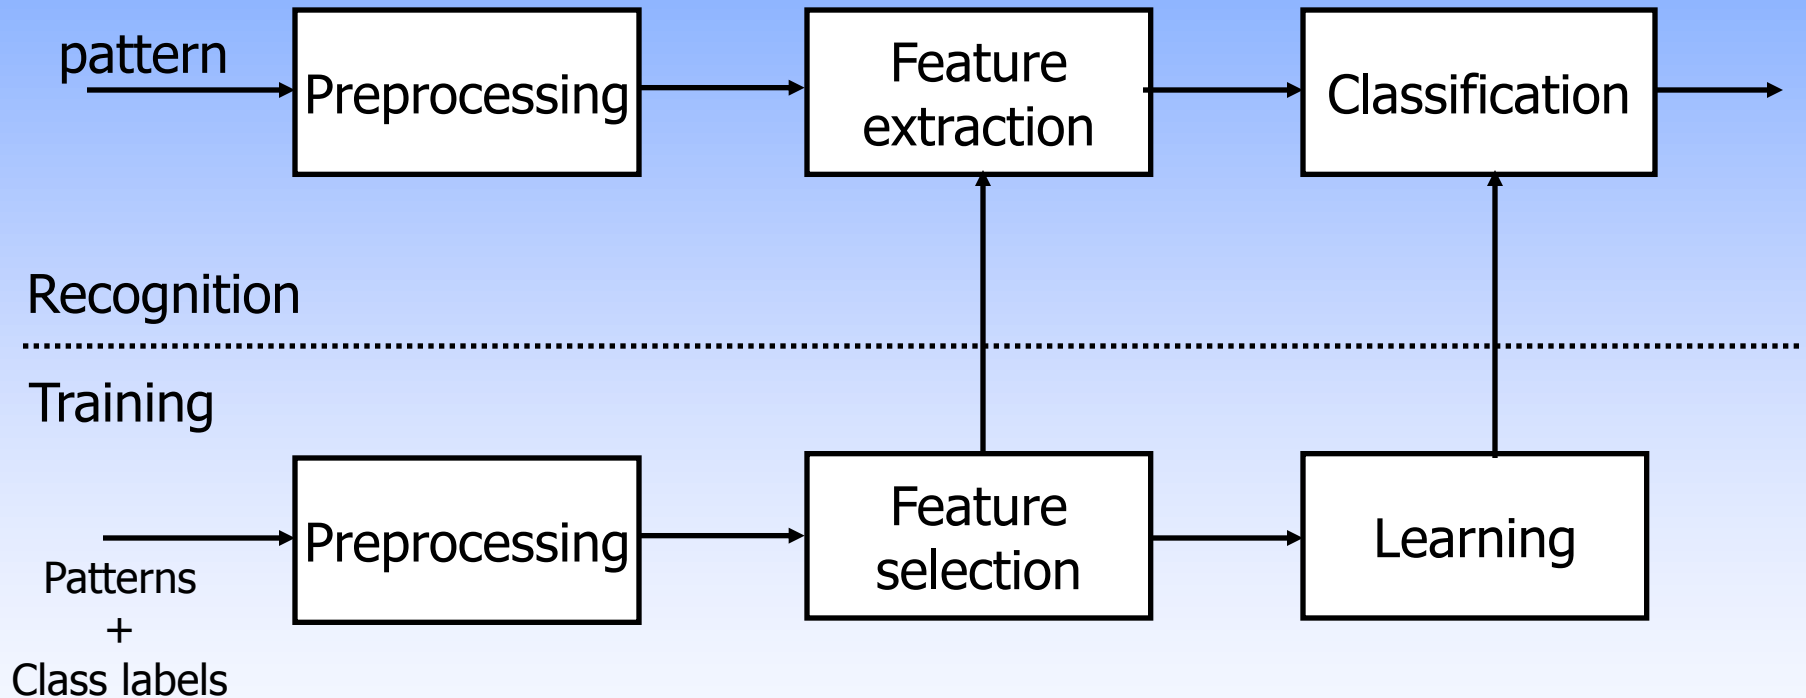 pattern
Preprocessing
Feature
extraction
Classification
Recognition
Training
Preprocessing
Feature
selection
Learning
Patterns
+
Class labels